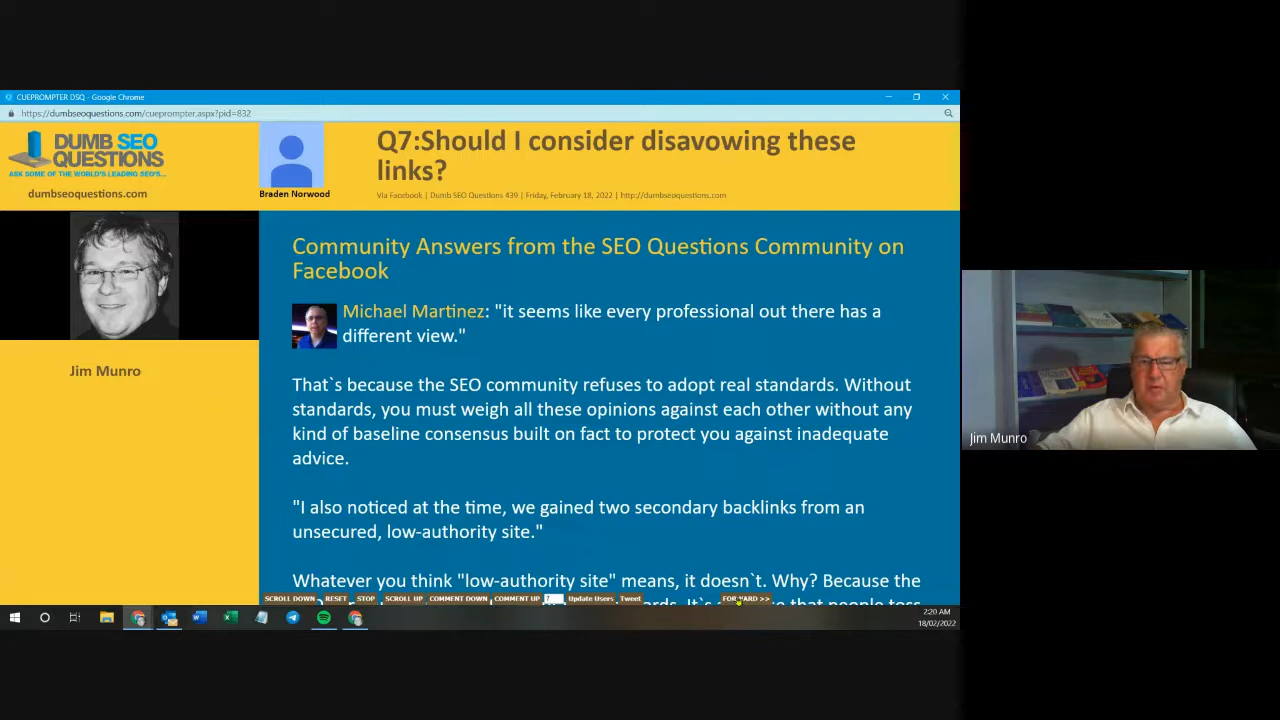 CUEPROMPTER DSQ - Google Chrome
https://dumbseoquestions.com/cueprompter.aspx?pid=832
DUMB SEO
QUESTIONS
ASK SOME OF THE WORLD'S LEADING SEO'S...
dumbseoquestions.com
Braden Norwood
Q7:Should I consider disavowing these
links?
Via Facebook | Dumb SEO Questions 439 | Friday, February 18, 2022 | http://dumbseoquestions.com
Jim Munro
Community Answers from the SEO Questions Community on
Facebook
Michael Martinez: "it seems like every professional out there has a
different view."
That`s because the SEO community refuses to adopt real standards. Without
standards, you must weigh all these opinions against each other without any
kind of baseline consensus built on fact to protect you against inadequate
advice.
"I also noticed at the time, we gained two secondary backlinks from an
unsecured, low-authority site."
Whatever you think "low-authority site" means, it doesn`t. Why? Because the
that people toss
SCROLL DOWN RESET STOP SCROLL UP COMMENT DOWN COMMENT UP 7 Update Users Tweet FORWARD >>
2:20 AM
18/02/2022
Jim Munro